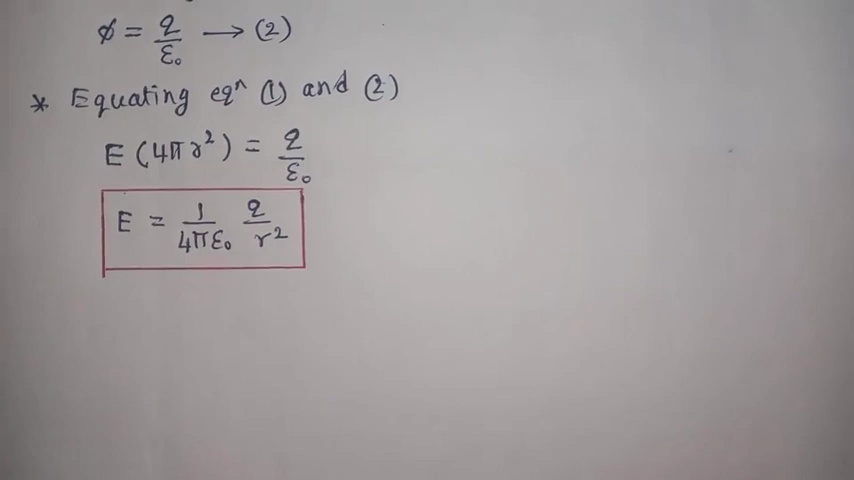 φ = q/ε₀ → (2)
* Equating eqⁿ (1) and (2)
E (4πr²) = q/ε₀
E = 1/4πε₀ q/r²